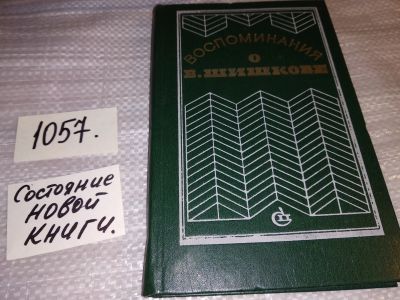 1057.
Состояние
новой
книги.
ВОСПОМИНАНИЯ
О
В. ШИШКОВЕ